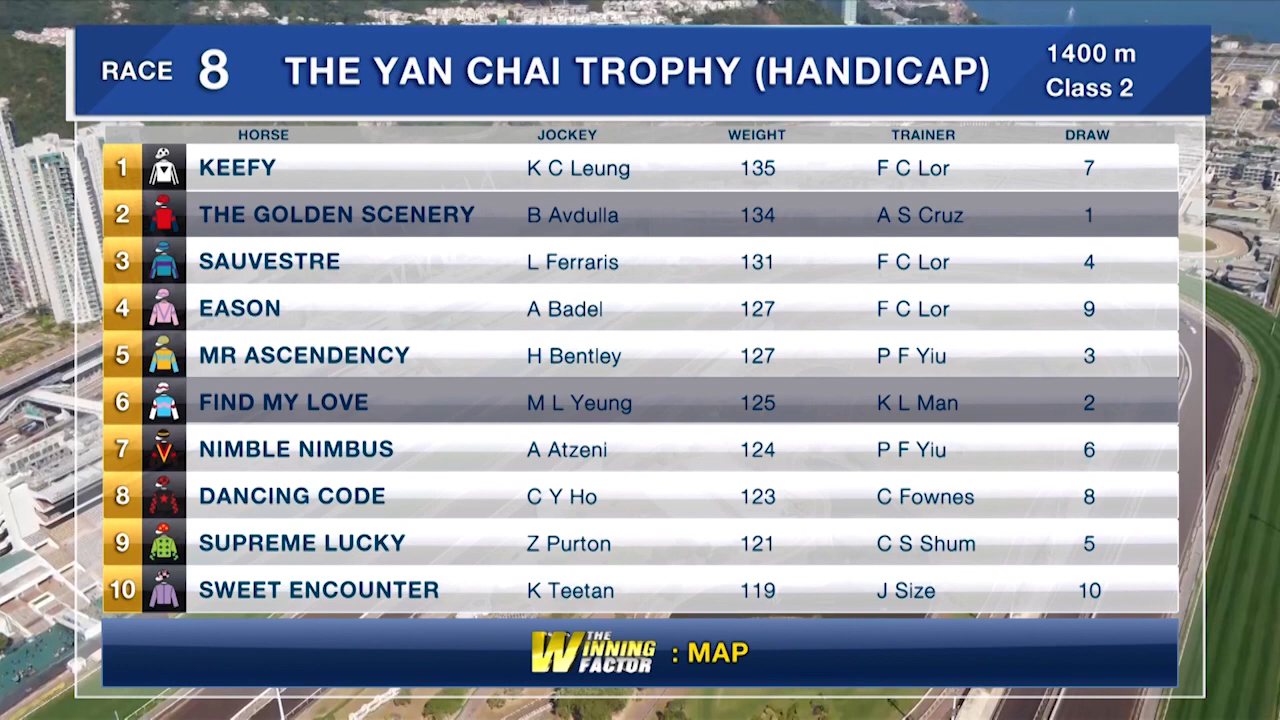 RACE 8 THE YAN CHAI TROPHY (HANDICAP) 1400 m
Class 2
HORSE JOCKEY WEIGHT TRAINER DRAW
1 KEEFY K C Leung 135 F C Lor 7
2 THE GOLDEN SCENERY B Avdulla 134 A S Cruz 1
3 SAUVESTRE L Ferraris 131 F C Lor 4
4 EASON A Badel 127 F C Lor 9
5 MR ASCENDENCY H Bentley 127 P F Yiu 3
6 FIND MY LOVE M L Yeung 125 K L Man 2
7 NIMBLE NIMBUS A Atzeni 124 P F Yiu 6
8 DANCING CODE C Y Ho 123 C Fownes 8
9 SUPREME LUCKY Z Purton 121 C S Shum 5
10 SWEET ENCOUNTER K Teetan 119 J Size 10
THE WINNING FACTOR : MAP